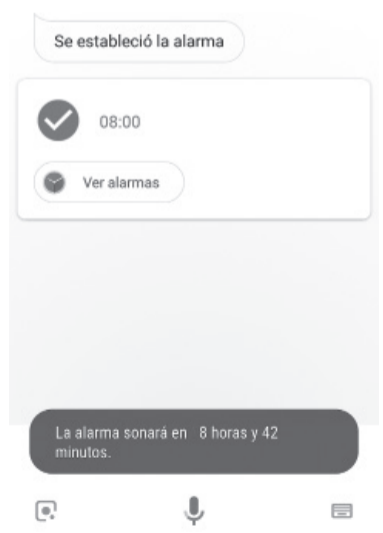 Se estableció la alarma
08:00
Ver alarmas
La alarma sonará en 8 horas y 42
minutos.